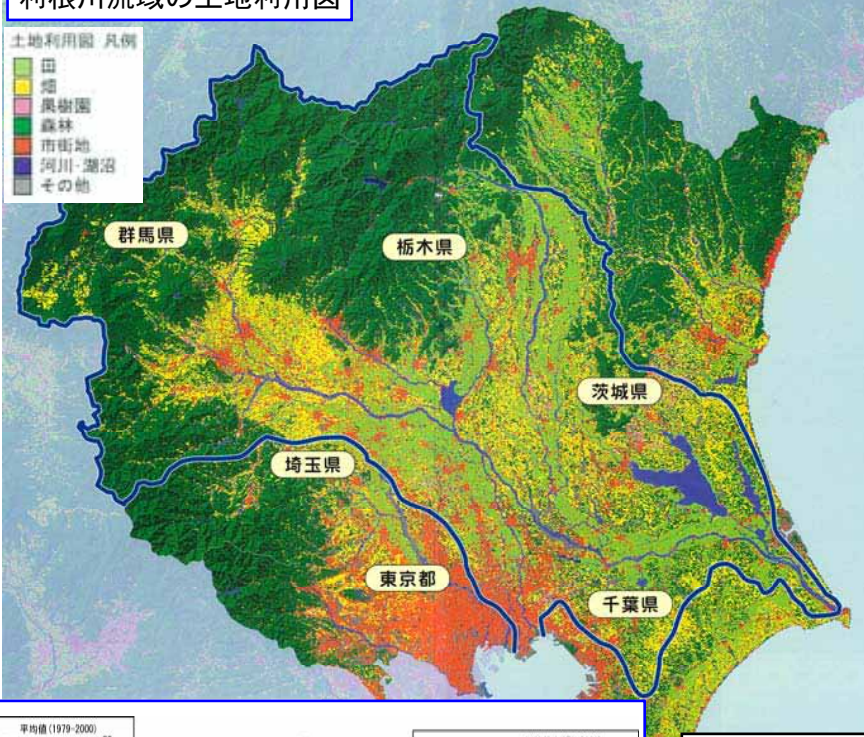 利根川流域の土地利用図
土地利用図 凡例
田
畑
果樹園
森林
市街地
河川・湖沼
その他
群馬県
栃木県
茨城県
埼玉県
東京都
千葉県
平均値(1979-2000)